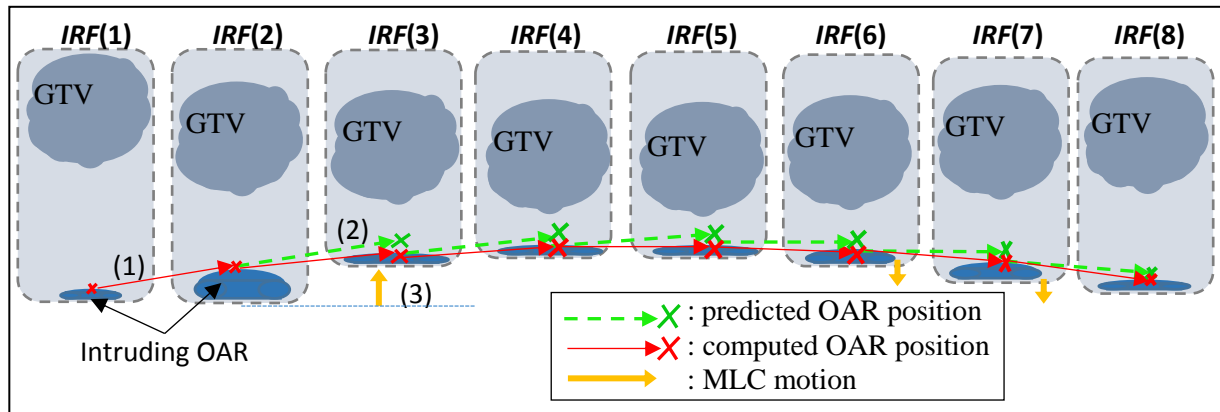 IRF(1) IRF(2) IRF(3) IRF(4) IRF(5) IRF(6) IRF(7) IRF(8)
GTV GTV GTV GTV GTV GTV GTV GTV
(1)
(2)
(3)
Intruding OAR
: predicted OAR position
: computed OAR position
: MLC motion